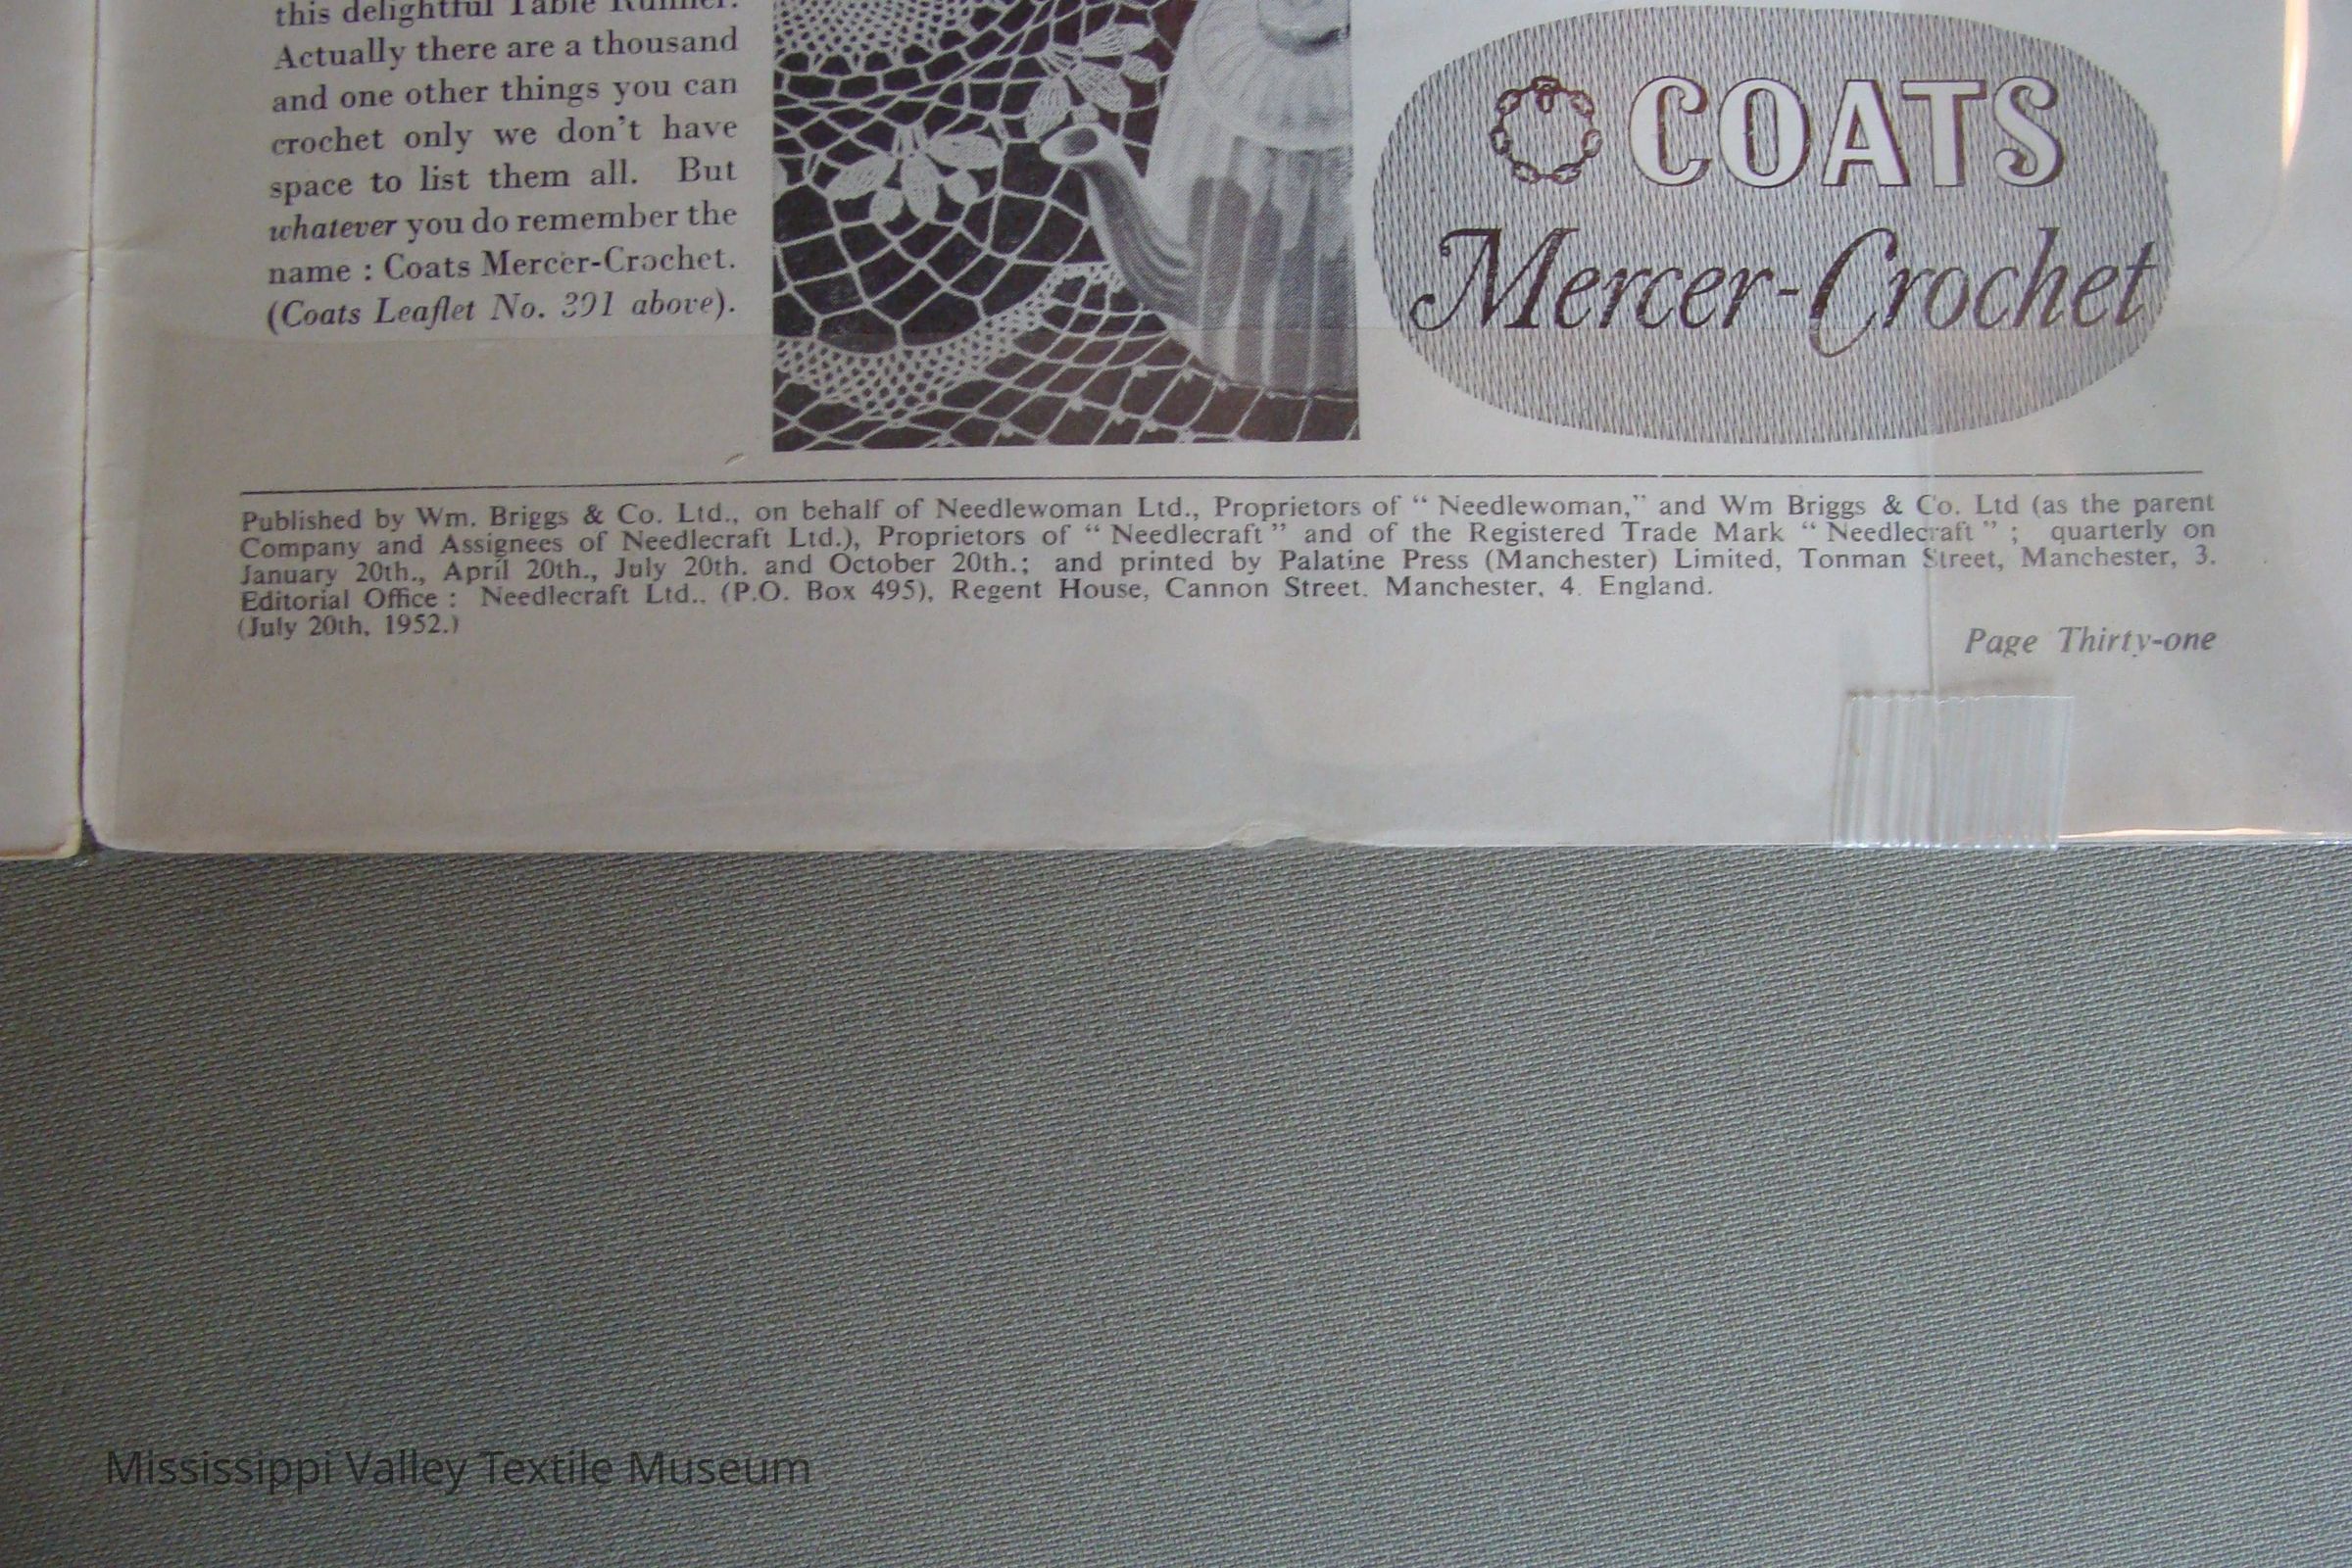 this delightful Table Runner.
Actually there are a thousand
and one other things you can
crochet only we don't have
space to list them all. But
whatever you do remember the
name : Coats Mercer-Crochet.
(Coats Leaflet No. 391 above).
COATS
Mercer-Crochet
Published by Wm. Briggs & Co. Ltd., on behalf of Needlewoman Ltd., Proprietors of “ Needlewoman,” and Wm Briggs & Co. Ltd (as the parent
Company and Assignees of Needlecraft Ltd.), Proprietors of “ Needlecraft ” and of the Registered Trade Mark “ Needlecraft ” ; quarterly on
January 20th., April 20th., July 20th. and October 20th.; and printed by Palatine Press (Manchester) Limited, Tonman Street, Manchester, 3.
Editorial Office : Needlecraft Ltd., (P.O. Box 495), Regent House, Cannon Street. Manchester, 4. England.
(July 20th, 1952.)
Page Thirty-one
Mississippi Valley Textile Museum